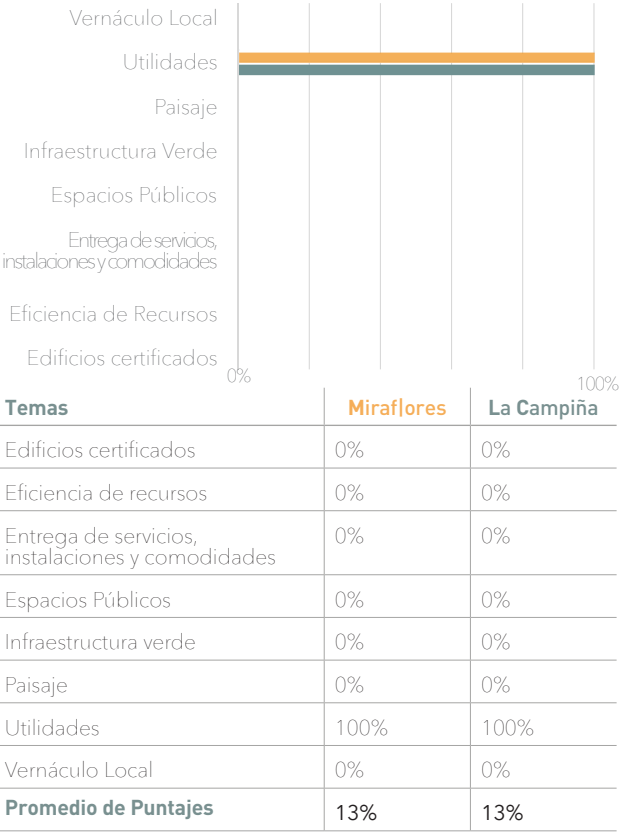 Vernáculo Local
Utilidades
Paisaje
Infraestructura Verde
Espacios Públicos
Entrega de servicios,
instalaciones y comodidades
Eficiencia de Recursos
Edificios certificados
0%
100%
Temas Miraflores La Campiña
Edificios certificados 0% 0%
Eficiencia de recursos 0% 0%
Entrega de servicios, 0% 0%
instalaciones y comodidades
Espacios Públicos 0% 0%
Infraestructura verde 0% 0%
Paisaje 0% 0%
Utilidades 100% 100%
Vernáculo Local 0% 0%
Promedio de Puntajes 13% 13%